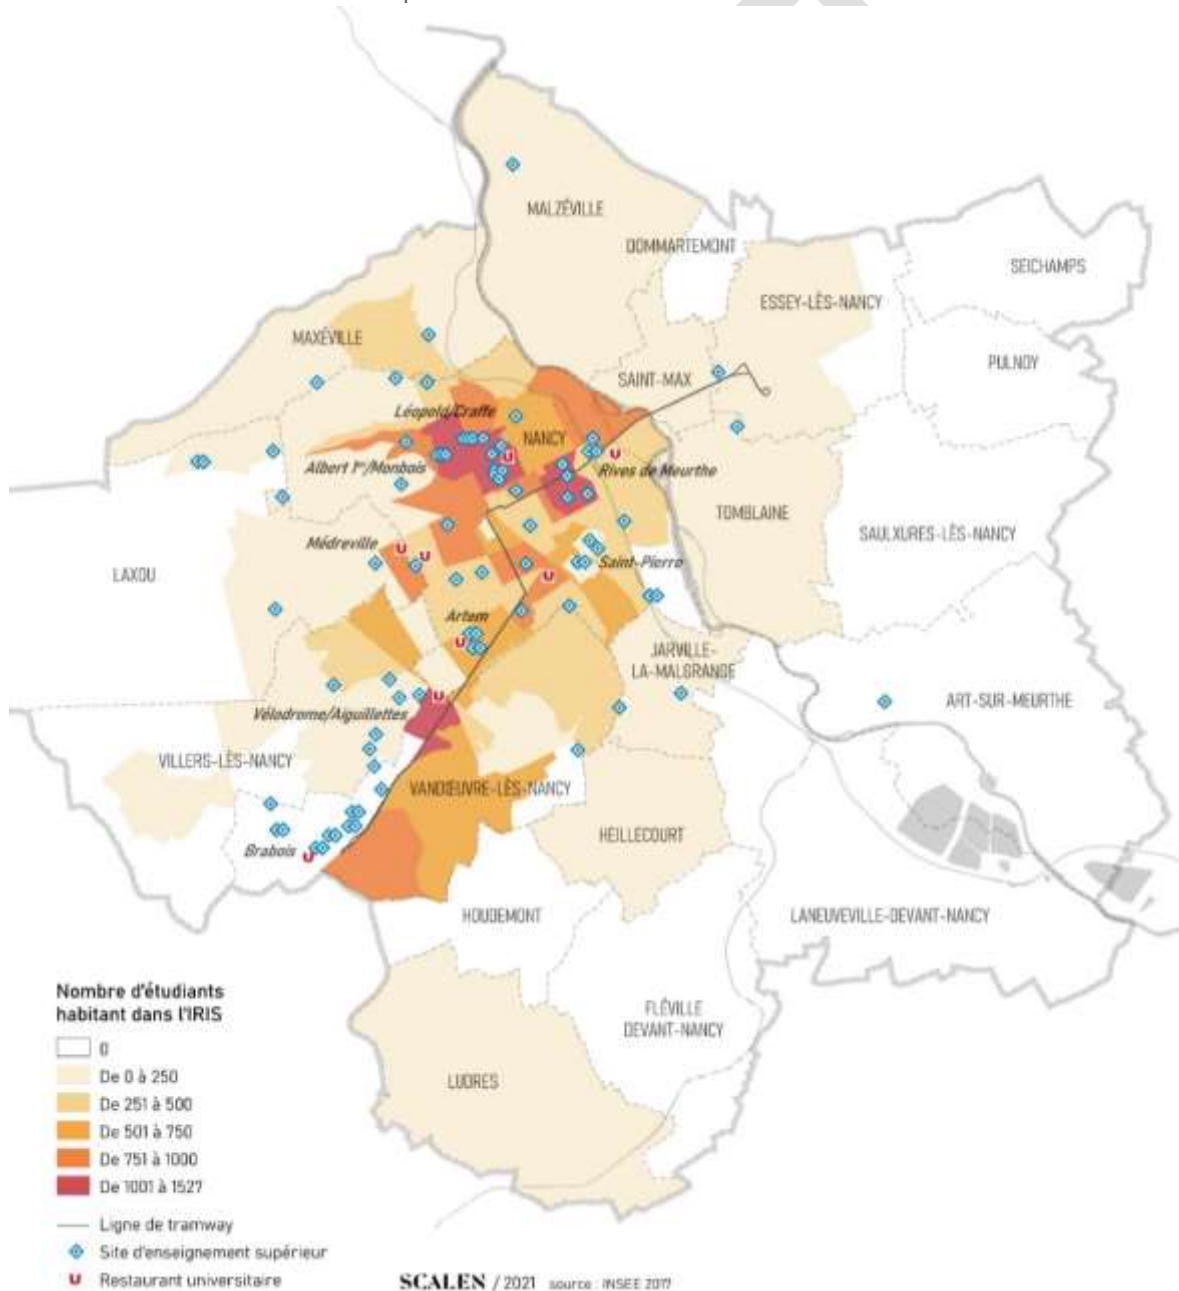 MALZÉVILLE
DOMMARTEMONT
SEICHAMPS
ESSEY-LÈS-NANCY
MAXÉVILLE
PULNOY
SAINT-MAX
Léopold/Craffe
NANCY
Albert 1er/Monbois
Rives de Meurthe
TOMBLAINE
SAULXURES-LÈS-NANCY
Médreville
Saint-Pierre
LAXOU
Artem
JARVILLE-
LA-MALGRANGE
ART-SUR-MEURTHE
Vélodrome/Aiguillettes
VILLERS-LÈS-NANCY
VANDŒUVRE-LÈS-NANCY
HEILLECOURT
Brabois
HOUDEMONT
LANEUVEVILLE-DEVANT-NANCY
FLÉVILLE
DEVANT-NANCY
LUDRES
Nombre d'étudiants
habitant dans l'IRIS
0
De 0 à 250
De 251 à 500
De 501 à 750
De 751 à 1000
De 1001 à 1527
Ligne de tramway
Site d'enseignement supérieur
U Restaurant universitaire
SCALEN / 2021 source : INSEE 2017